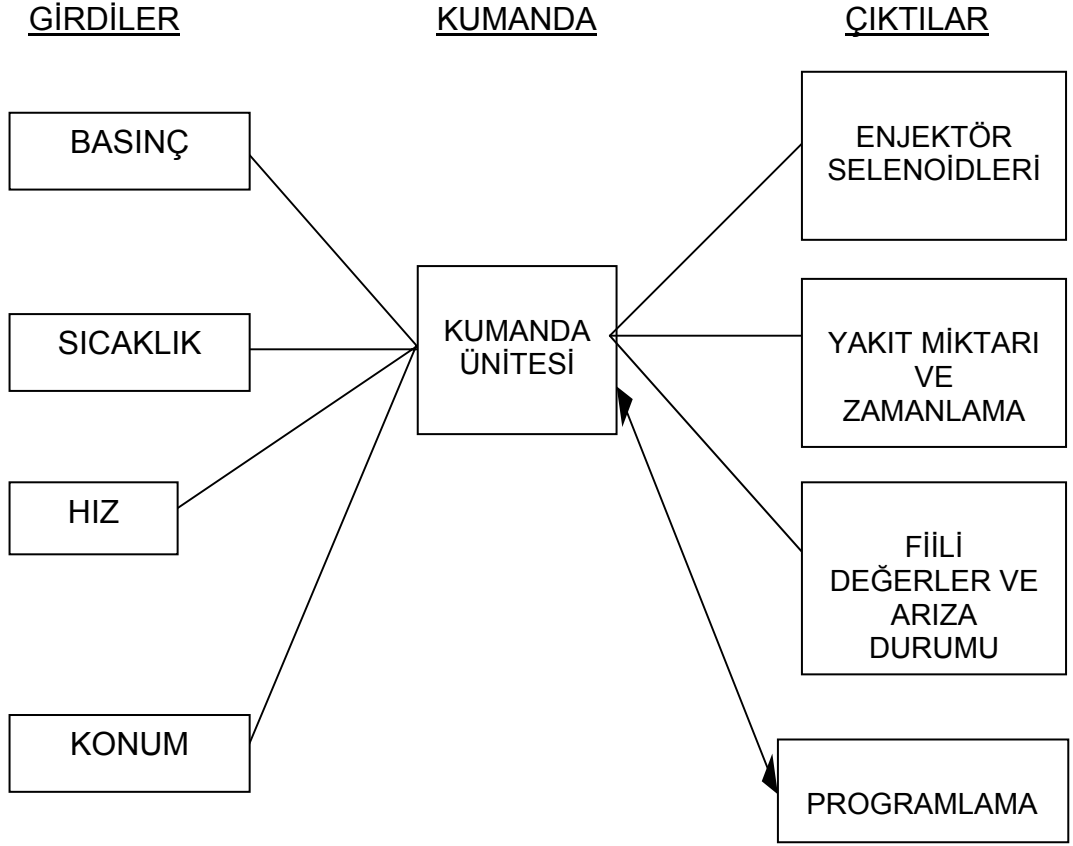 GİRDİLER
KUMANDA
ÇIKTILAR
BASINÇ
SICAKLIK
HIZ
KONUM
KUMANDA
ÜNİTESİ
ENJEKTÖR
SELENOİDLERİ
YAKIT MİKTARI
VE
ZAMANLAMA
FİİLİ
DEĞERLER VE
ARIZA
DURUMU
PROGRAMLAMA